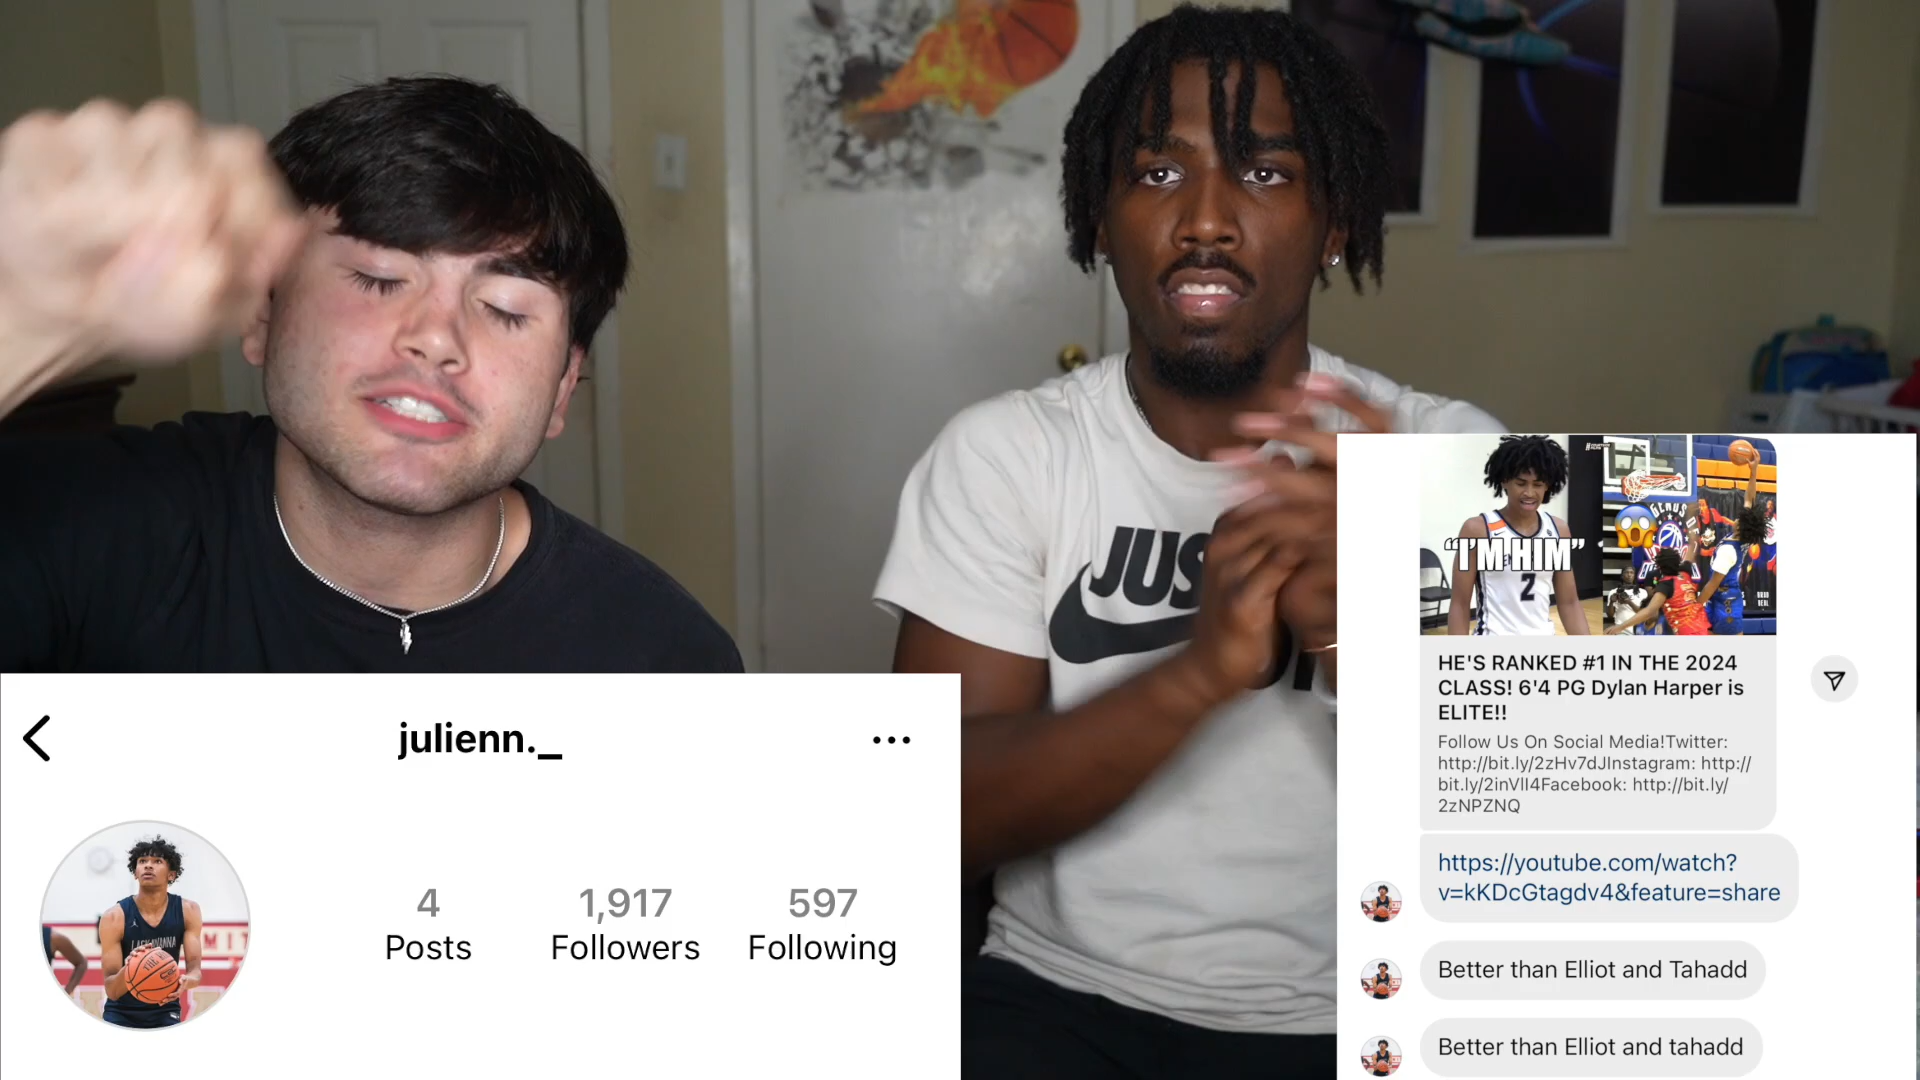 JUS
"I'M HIM"
2
HE'S RANKED #1 IN THE 2024
CLASS! 6'4 PG Dylan Harper is
ELITE!!
Follow Us On Social Media!Twitter:
http://bit.ly/2zHv7dJInstagram: http://
bit.ly/2inVlI4Facebook: http://bit.ly/
2zNPZNQ
https://youtube.com/watch?
v=kKDcGtagdv4&feature=share
Better than Elliot and Tahadd
Better than Elliot and tahadd
julienn._
...
4
1,917
597
Posts
Followers
Following
LACKAWANNA